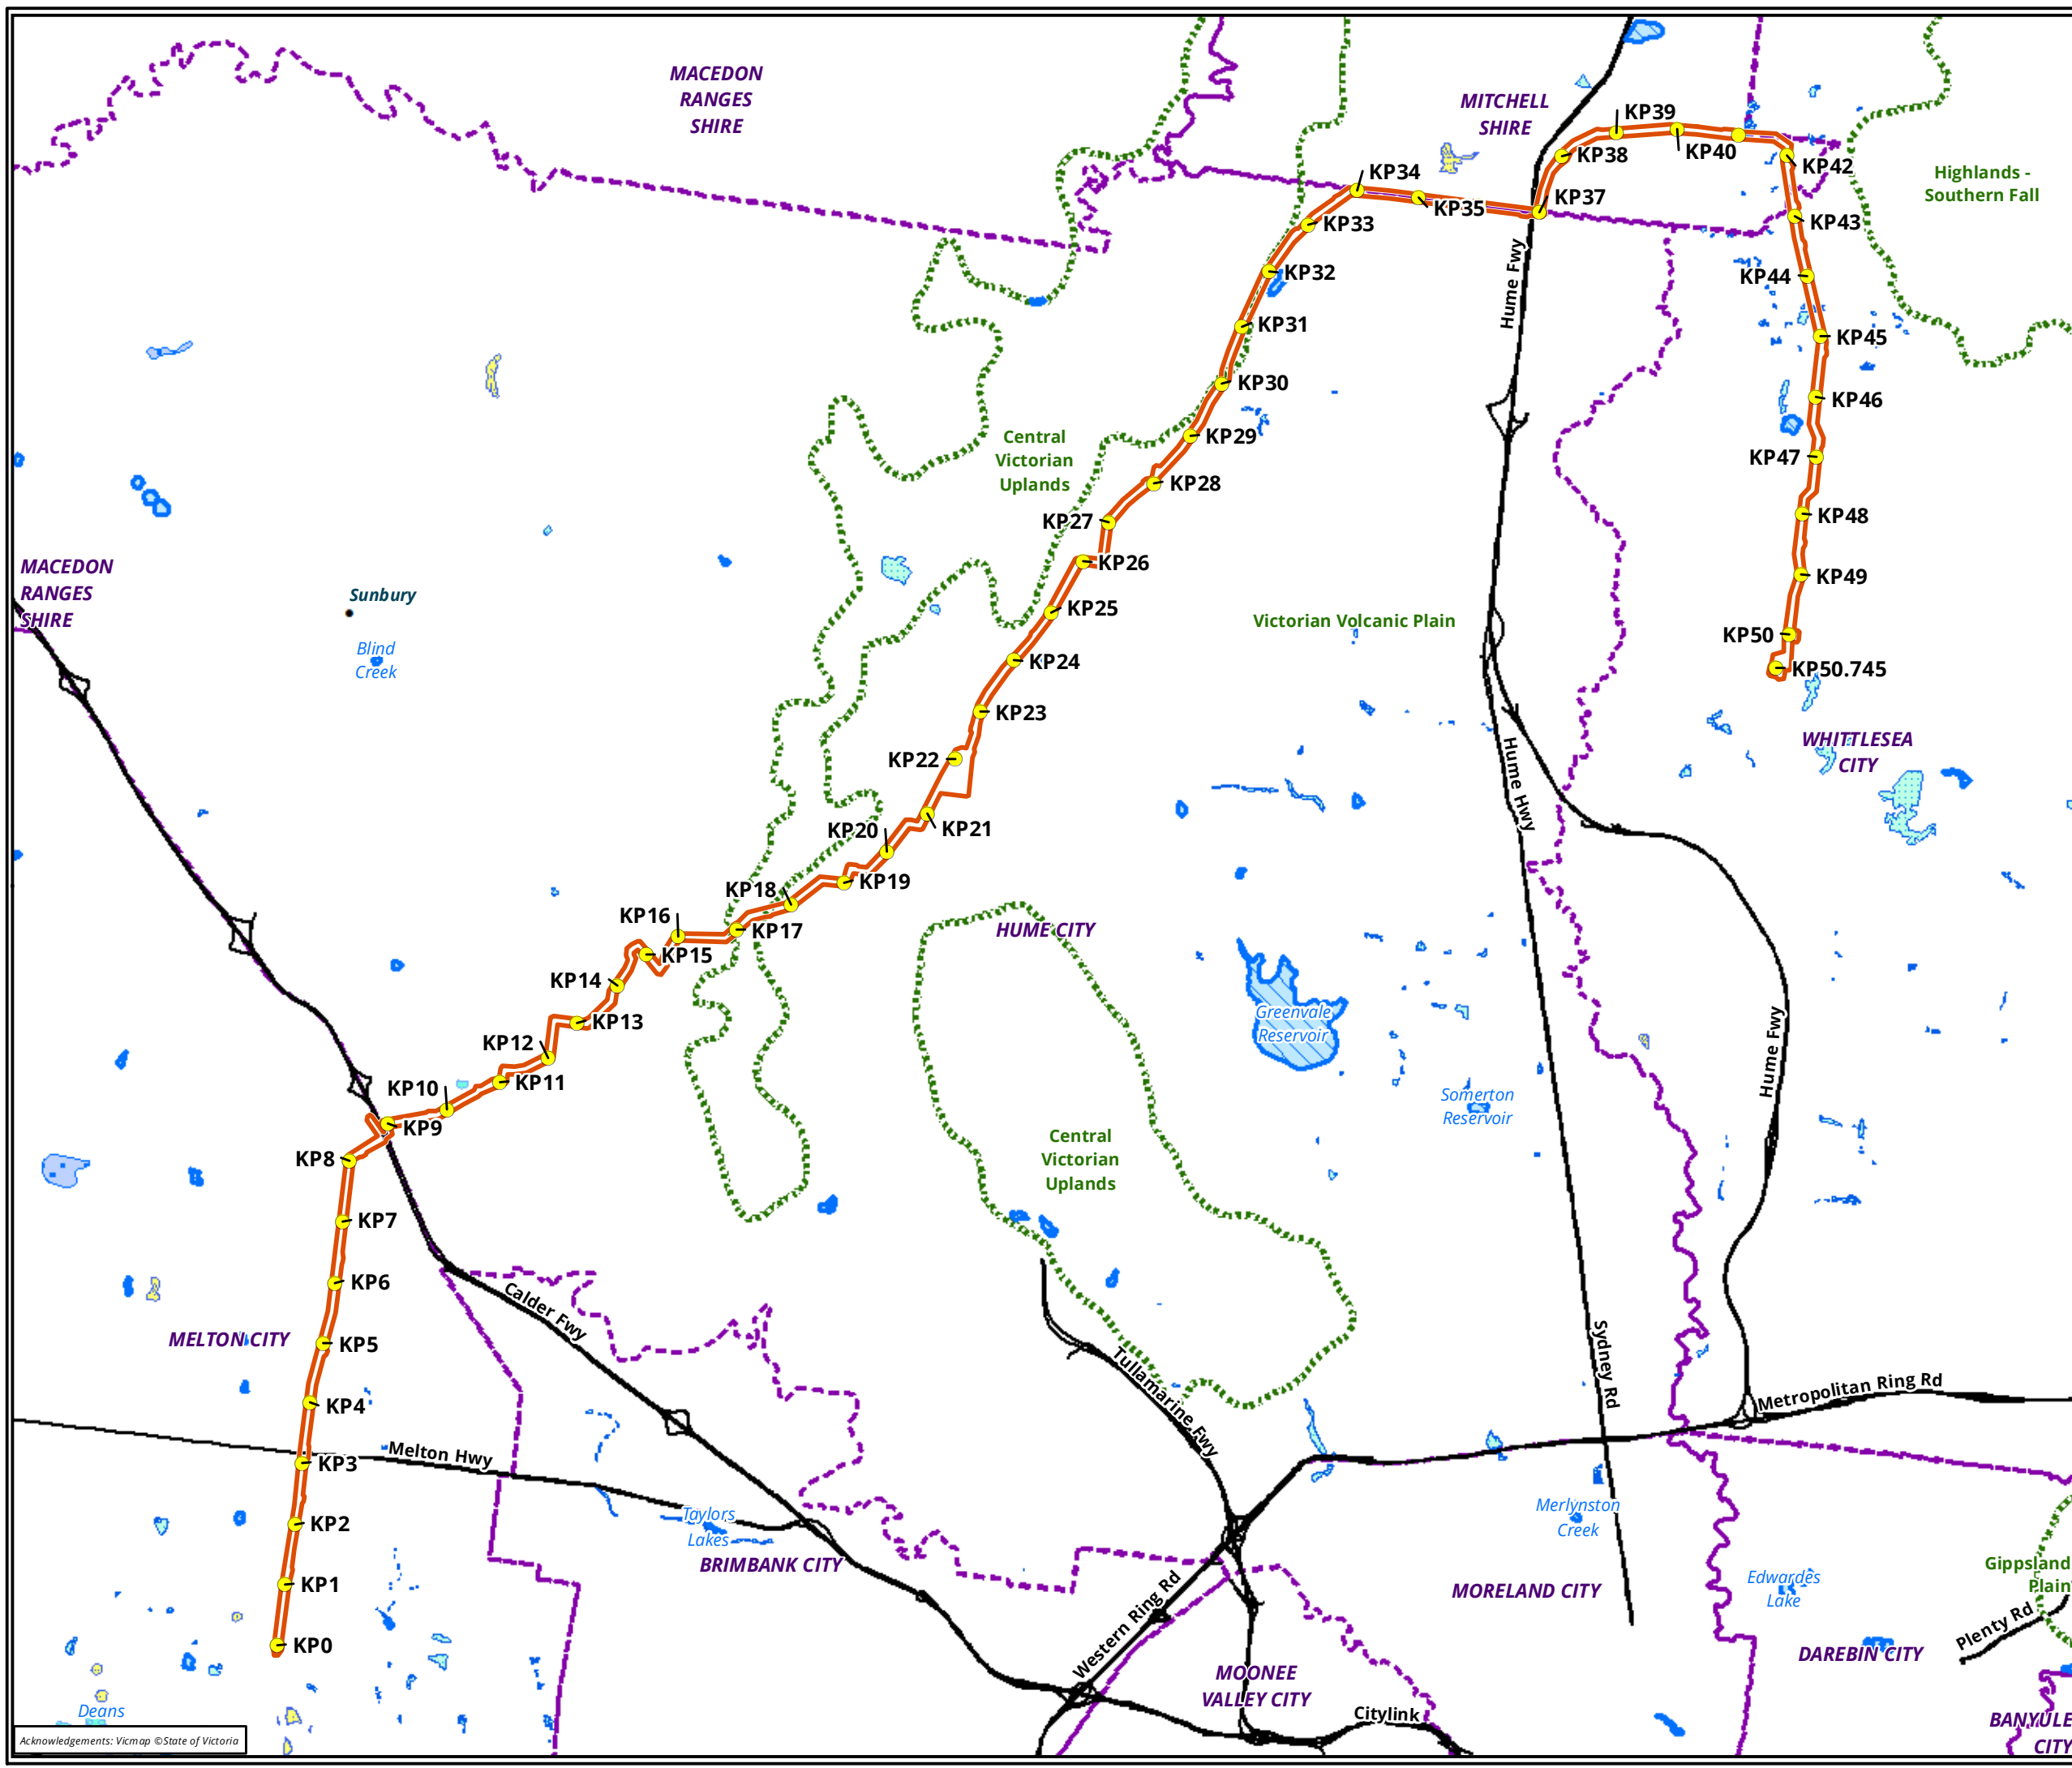 MACEDON
RANGES
SHIRE
MITCHELL
SHIRE
KP39
KP38
KP40
KP42
Highlands -
Southern Fall
KP34
KP35
KP37
KP33
KP43
KP32
KP44
Hume Fwy
KP31
KP45
KP30
KP46
KP29
Central
Victorian
Uplands
KP47
KP28
KP27
KP48
KP26
KP49
MACEDON
RANGES
SHIRE
Sunbury
KP25
Victorian Volcanic Plain
Blind
Creek
KP50
KP24
KP50.745
KP23
WHITTLESEA
CITY
KP22
Hume Hwy
KP20
KP21
KP19
KP18
KP16
KP17
HUME CITY
KP15
KP14
KP13
Greenvale
Reservoir
KP12
Hume Fwy
KP11
KP10
Somerton
Reservoir
KP9
KP8
Central
Victorian
Uplands
KP7
KP6
Calder Fwy
MELTON CITY
KP5
Sydney Rd
Tullamarine Fwy
Metropolitan Ring Rd
KP4
Melton Hwy
KP3
Taylors
Lakes
Merlynston
Creek
KP2
BRIMBANK CITY
Gippsland
Plain
KP1
Western Ring Rd
MORELAND CITY
Edwardes
Lake
Plenty Rd
KP0
DAREBIN CITY
MOONEE
VALLEY CITY
Deans
Citylink
BANYULE
CITY
Acknowledgements: Vicmap ©State of Victoria